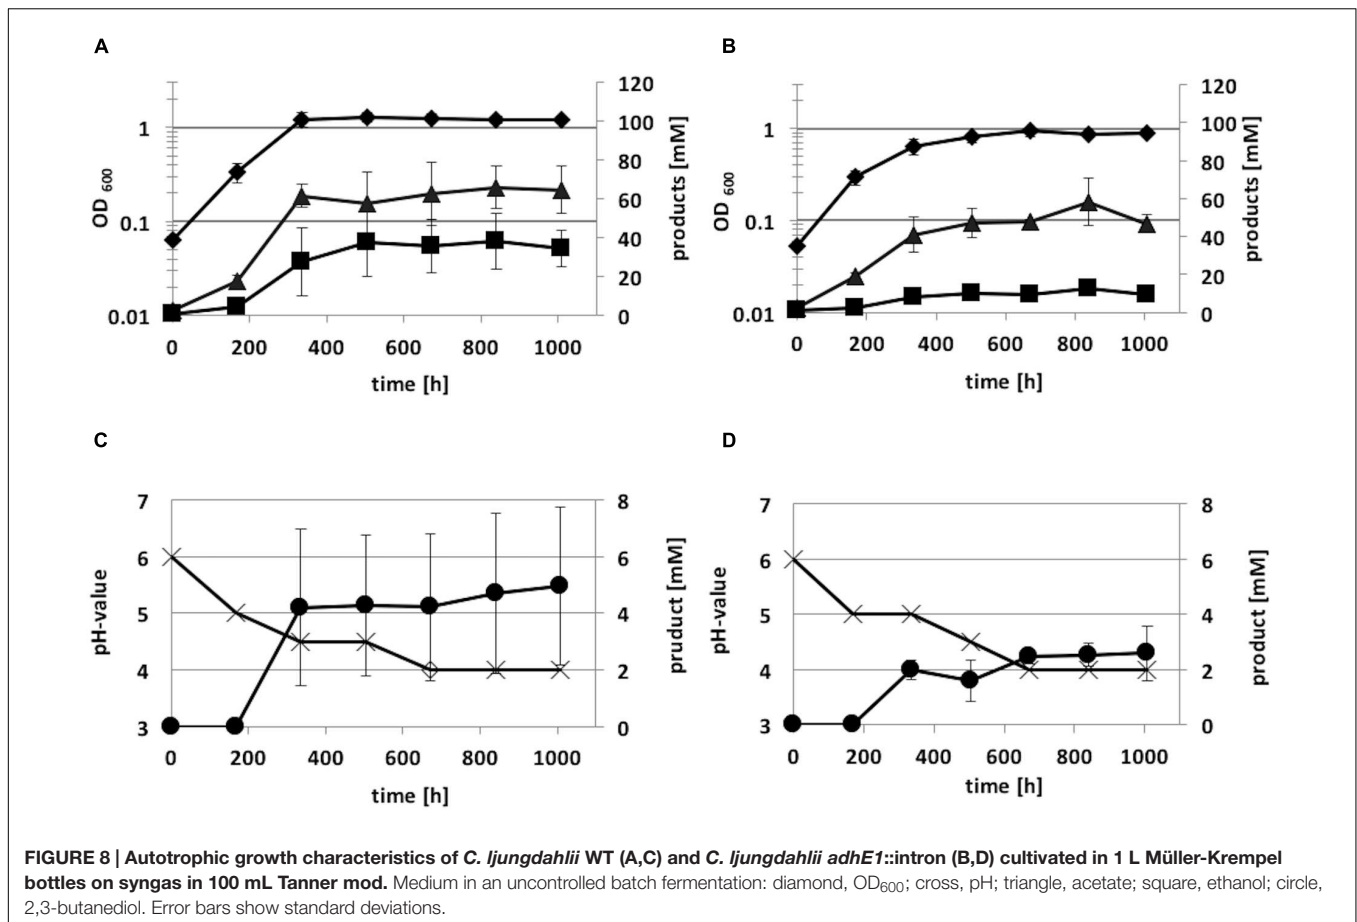 A
B
120
100
80
60
40
20
0
1
0.1
0.01
OD 600
products [mM]
0 200 400 600 800 1000
time [h]
120
100
80
60
40
20
0
1
0.1
0.01
OD 600
products [mM]
0 200 400 600 800 1000
time [h]
C
D
7
6
5
4
3
pH-value
8
6
4
2
0
pruduct [mM]
0 200 400 600 800 1000
time [h]
7
6
5
4
3
pH-value
8
6
4
2
0
product [mM]
0 200 400 600 800 1000
time [h]
FIGURE 8 | Autotrophic growth characteristics of C. ljungdahlii WT (A,C) and C. ljungdahlii adhE1::intron (B,D) cultivated in 1 L Müller-Krempel
bottles on syngas in 100 mL Tanner mod. Medium in an uncontrolled batch fermentation: diamond, OD600; cross, pH; triangle, acetate; square, ethanol; circle,
2,3-butanediol. Error bars show standard deviations.